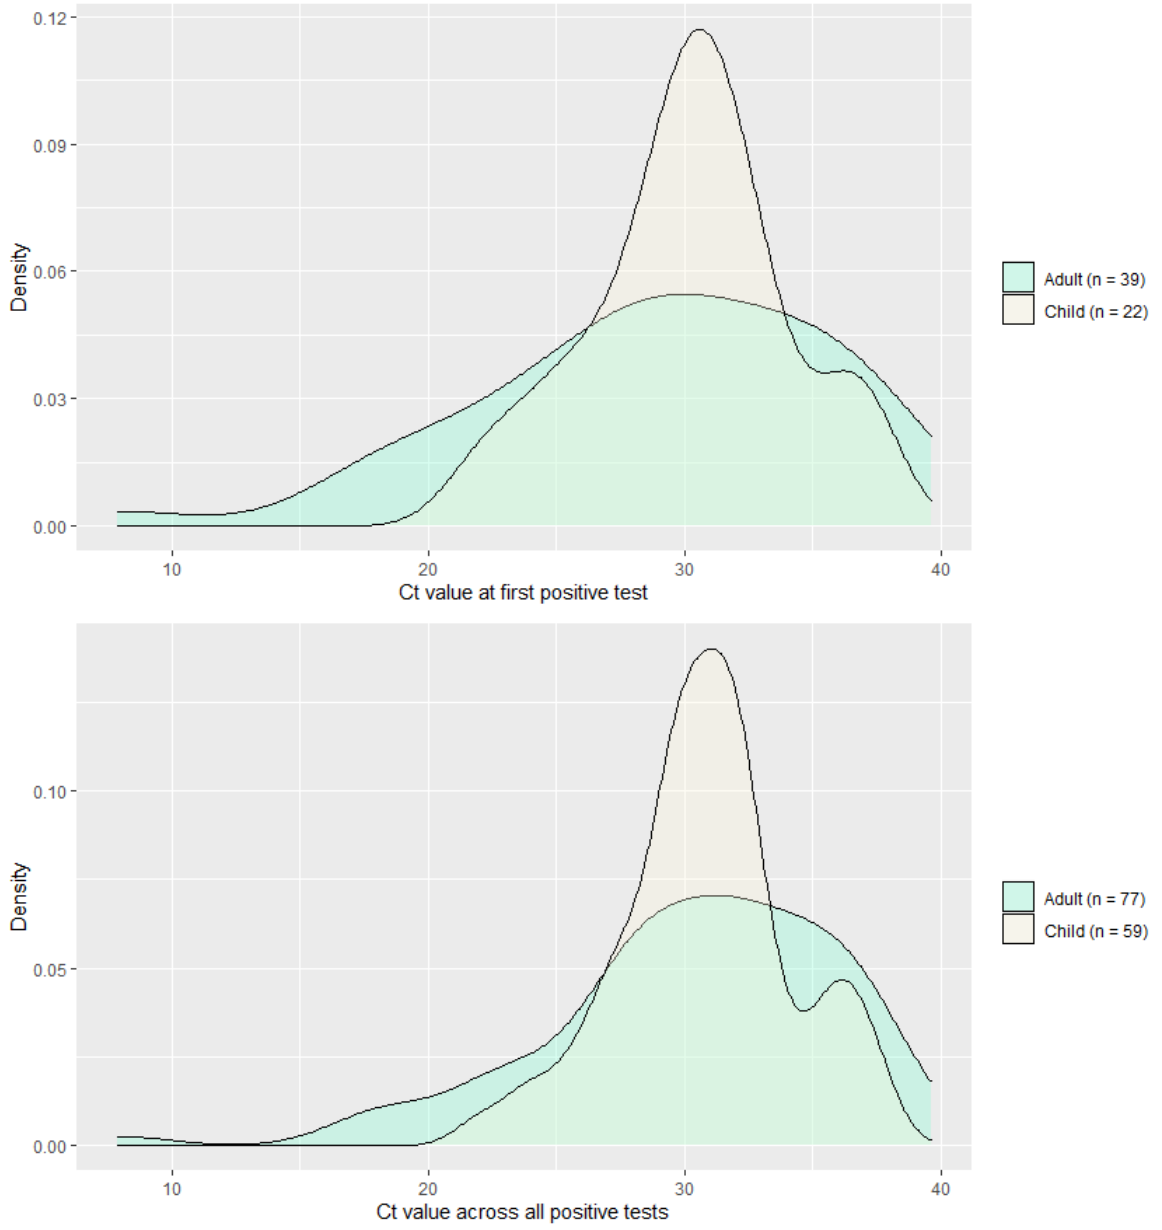 0.12
0.09
0.06
0.03
0.00
Density
10 20 30 40
Ct value at first positive test
Adult (n = 39)
Child (n = 22)
0.10
0.05
0.00
Density
10 20 30 40
Ct value across all positive tests
Adult (n = 77)
Child (n = 59)